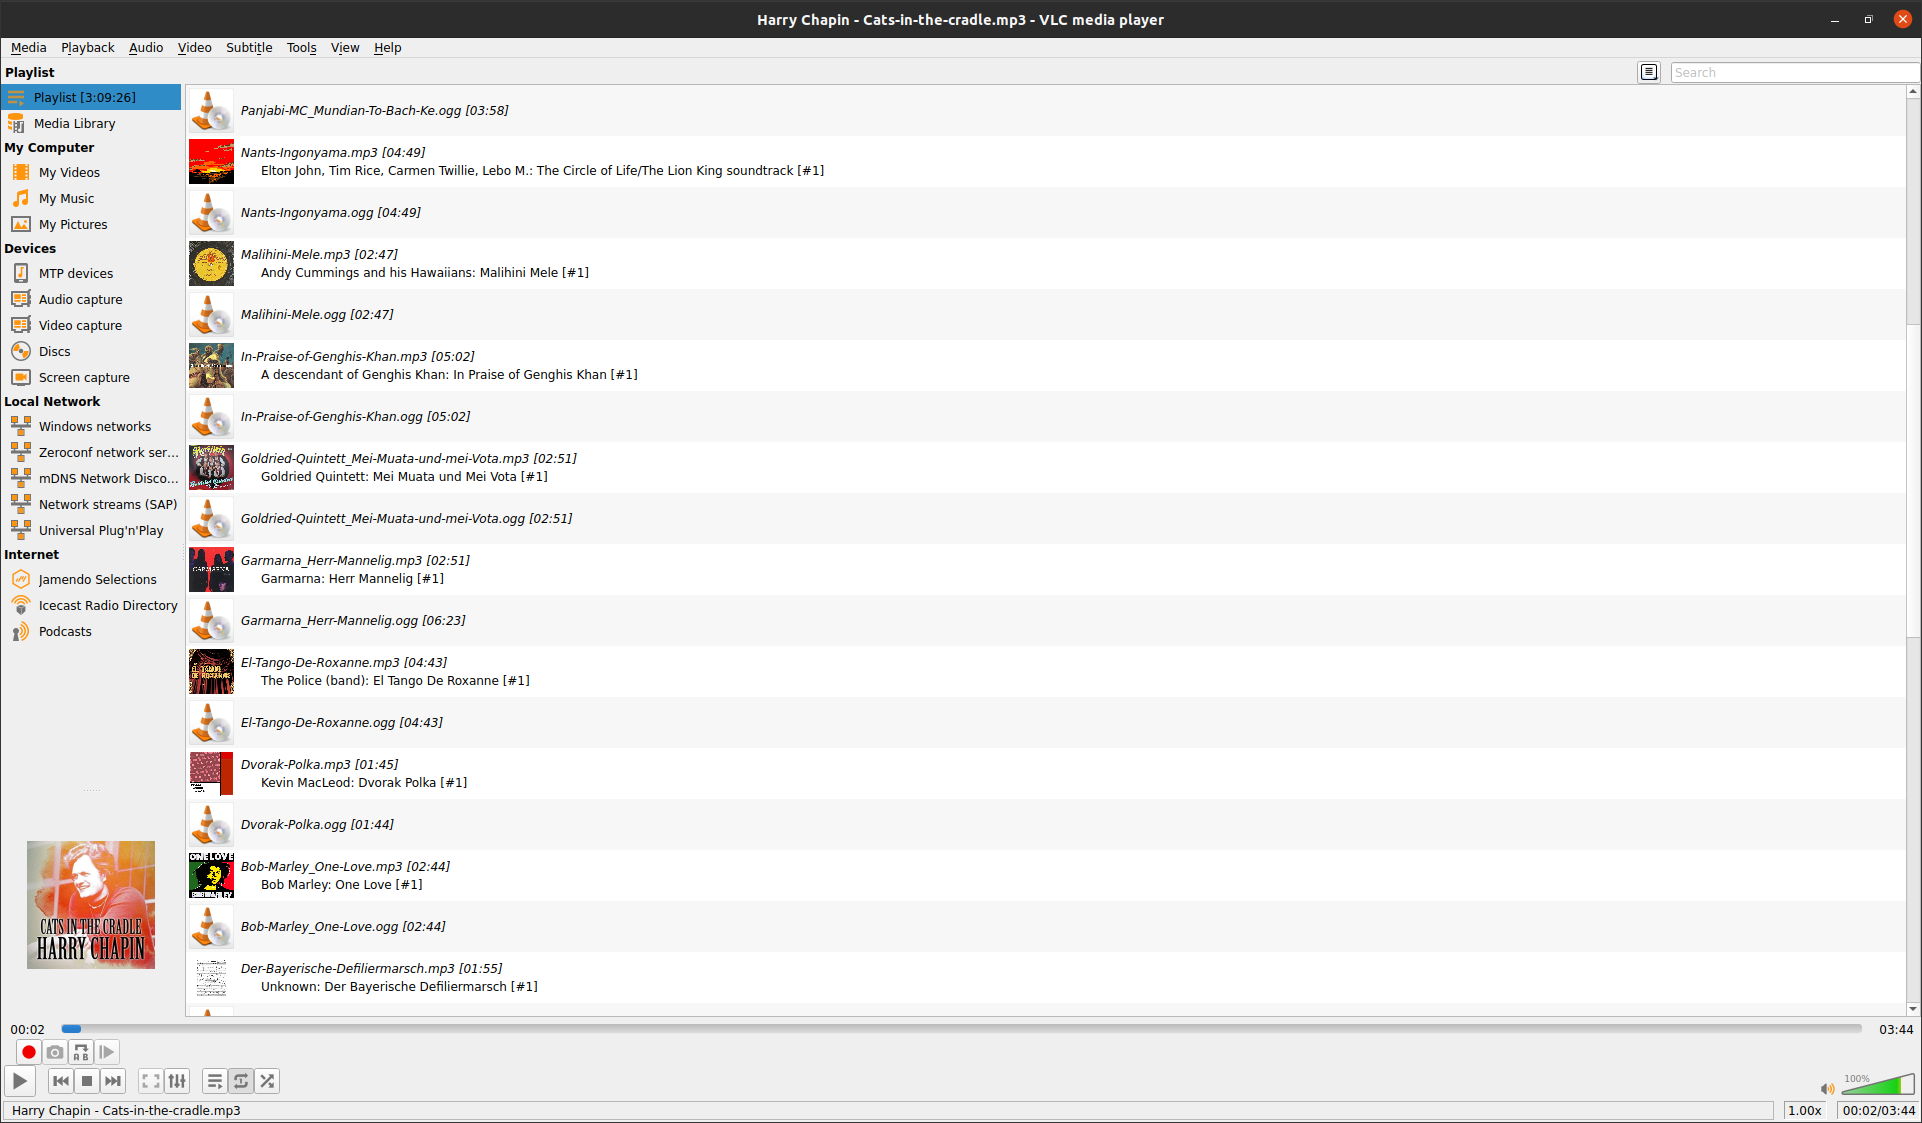 Harry Chapin - Cats-in-the-cradle.mp3 - VLC media player
Media Playback Audio Video Subtitle Tools View Help
Playlist
Search
Playlist [3:09:26]
Media Library
My Computer
My Videos
My Music
My Pictures
Devices
MTP devices
Audio capture
Video capture
Discs
Screen capture
Local Network
Windows networks
Zeroconf network ser...
mDNS Network Disco...
Network streams (SAP)
Universal Plug'n'Play
Internet
Jamendo Selections
Icecast Radio Directory
Podcasts
CATS IN THE CRADLE
HARRY CHAPIN
Panjabi-MC_Mundian-To-Bach-Ke.ogg [03:58]
Nants-Ingonyama.mp3 [04:49]
Elton John, Tim Rice, Carmen Twillie, Lebo M.: The Circle of Life/The Lion King soundtrack [#1]
Nants-Ingonyama.ogg [04:49]
Malihini-Mele.mp3 [02:47]
Andy Cummings and his Hawaiians: Malihini Mele [#1]
Malihini-Mele.ogg [02:47]
In-Praise-of-Genghis-Khan.mp3 [05:02]
A descendant of Genghis Khan: In Praise of Genghis Khan [#1]
In-Praise-of-Genghis-Khan.ogg [05:02]
Goldried-Quintett_Mei-Muata-und-mei-Vota.mp3 [02:51]
Goldried Quintett: Mei Muata und Mei Vota [#1]
Goldried-Quintett_Mei-Muata-und-mei-Vota.ogg [02:51]
GARMARNA
Garmarna_Herr-Mannelig.mp3 [02:51]
Garmarna: Herr Mannelig [#1]
Garmarna_Herr-Mannelig.ogg [06:23]
EL TANGO
DE ROXANNE
El-Tango-De-Roxanne.mp3 [04:43]
The Police (band): El Tango De Roxanne [#1]
El-Tango-De-Roxanne.ogg [04:43]
Dvorak-Polka.mp3 [01:45]
Kevin MacLeod: Dvorak Polka [#1]
Dvorak-Polka.ogg [01:44]
ONE LOVE
BOB MARLEY
Bob-Marley_One-Love.mp3 [02:44]
Bob Marley: One Love [#1]
Bob-Marley_One-Love.ogg [02:44]
Der-Bayerische-Defiliermarsch.mp3 [01:55]
Unknown: Der Bayerische Defiliermarsch [#1]
00:02
03:44
A B
100%
Harry Chapin - Cats-in-the-cradle.mp3
1.00x
00:02/03:44